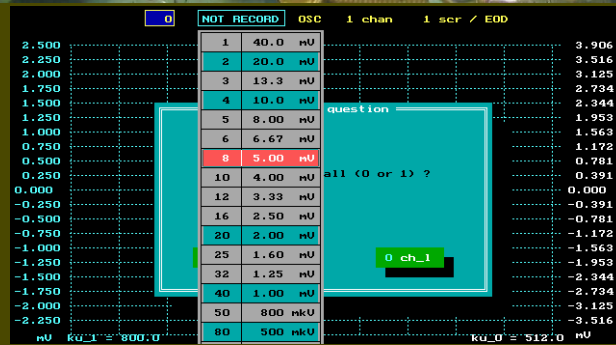 0 NOT RECORD OSC 1 chan 1 scr / EOD
2.500 1 40.0 mV 3.906
2.250 2 20.0 mV 3.516
2.000 3 13.3 mV 3.125
1.750 4 10.0 mV 2.734
1.500 question 2.344
1.250 5 8.00 mV 1.953
1.000 6 6.67 mV 1.563
0.750 1.172
0.500 8 5.00 mV 0.781
0.250 10 4.00 mV all (0 or 1) ? 0.391
0.000 12 3.33 mV 0.000
-0.250 -0.391
-0.500 16 2.50 mV -0.781
-0.750 20 2.00 mV -1.172
-1.000 25 1.60 mV 0 ch_1 -1.563
-1.250 32 1.25 mV -1.953
-1.500 -2.344
-1.750 40 1.00 mV -2.734
-2.000 50 800 mkV -3.125
-2.250 80 500 mkV -3.516
mV ku_1 = 800.0 ku_0 = 512.0 mV